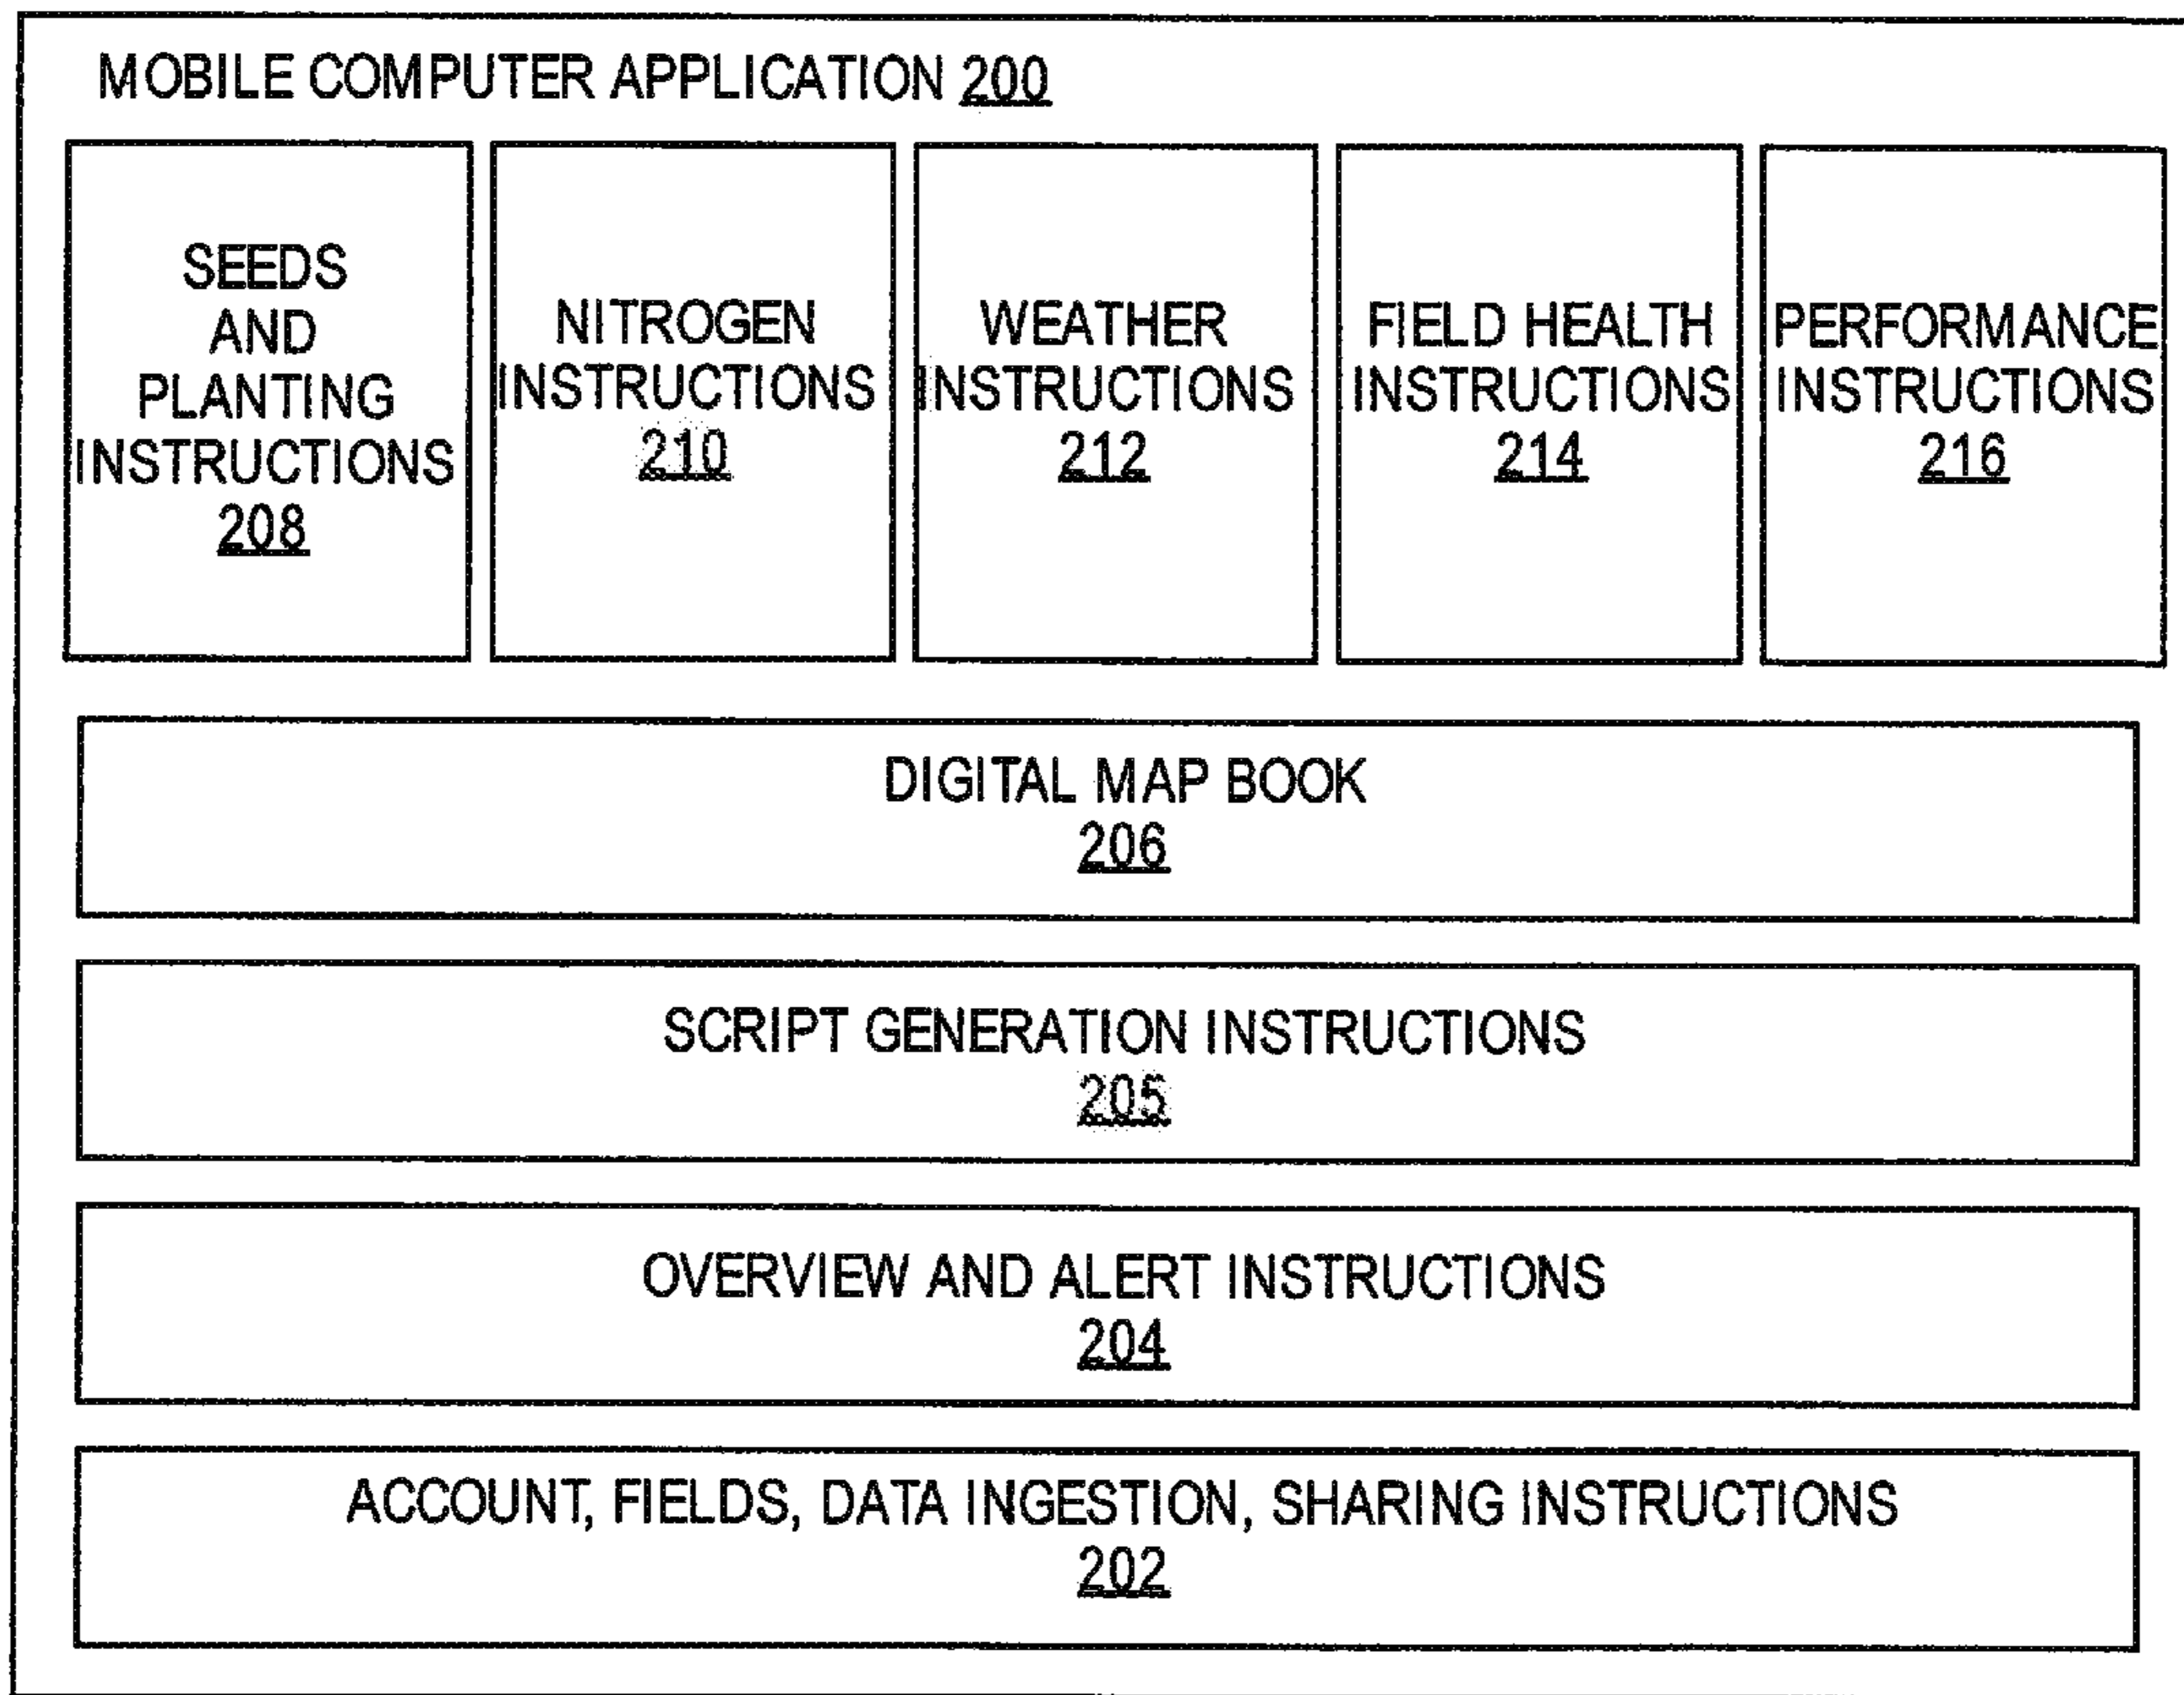 MOBILE COMPUTER APPLICATION 200
SEEDS
AND
PLANTING
INSTRUCTIONS
208
NITROGEN
INSTRUCTIONS
210
WEATHER
INSTRUCTIONS
212
FIELD HEALTH
INSTRUCTIONS
214
PERFORMANCE
INSTRUCTIONS
216
DIGITAL MAP BOOK
206
SCRIPT GENERATION INSTRUCTIONS
205
OVERVIEW AND ALERT INSTRUCTIONS
204
ACCOUNT, FIELDS, DATA INGESTION, SHARING INSTRUCTIONS
202